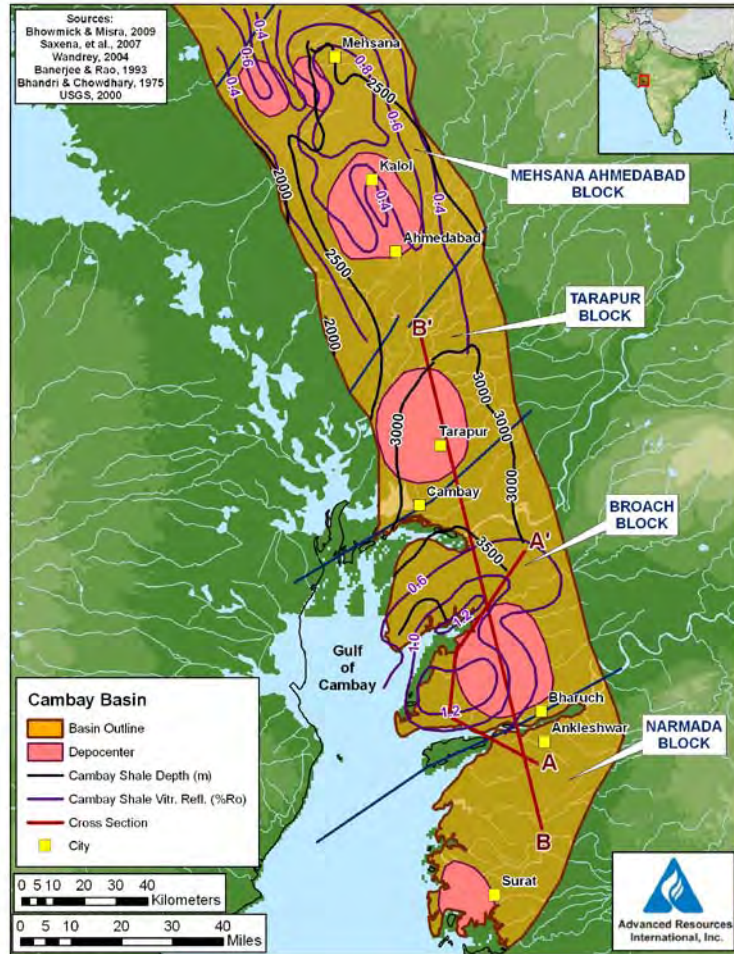 Sources:
Bhowmick & Misra, 2009
Saxena, et al., 2007
Wandrey, 2004
Banerjee & Rao, 1993
Bhandri & Chowdhary, 1975
USGS, 2000
0.4
0.6
0.4
Mehsana
0.8
2500
0.6
MEHSANA AHMEDABAD
BLOCK
Kalol
0.4
0.4
2000
Ahmedabad
2500
TARAPUR
BLOCK
2000
B'
3000
3000
3000
Tarapur
3000
Cambay
BROACH
BLOCK
3500
A'
0.6
1.2
1.0
Gulf
of
Cambay
1.2
Bharuch
Ankleshwar
NARMADA
BLOCK
A
B
Surat
Cambay Basin
Basin Outline
Depocenter
Cambay Shale Depth (m)
Cambay Shale Vitr. Refl. (%Ro)
Cross Section
City
0 5 10 20 30 40
Kilometers
0 5 10 20 30 40
Miles
Advanced Resources
International, Inc.